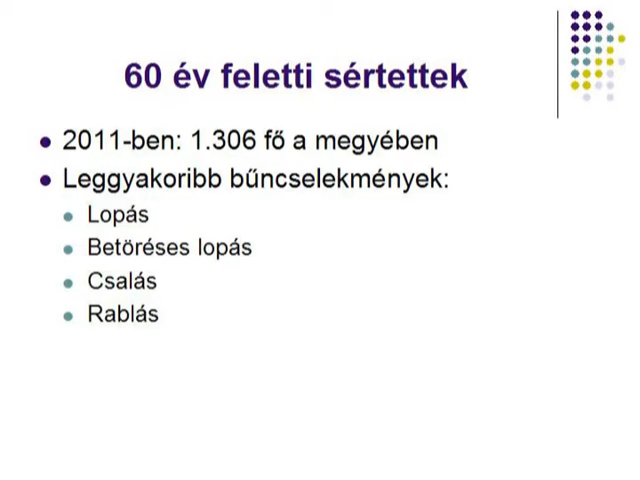 60 év feletti sértettek
2011-ben: 1.306 fő a megyében
Leggyakoribb bűncselekmények:
Lopás
Betöréses lopás
Csalás
Rablás